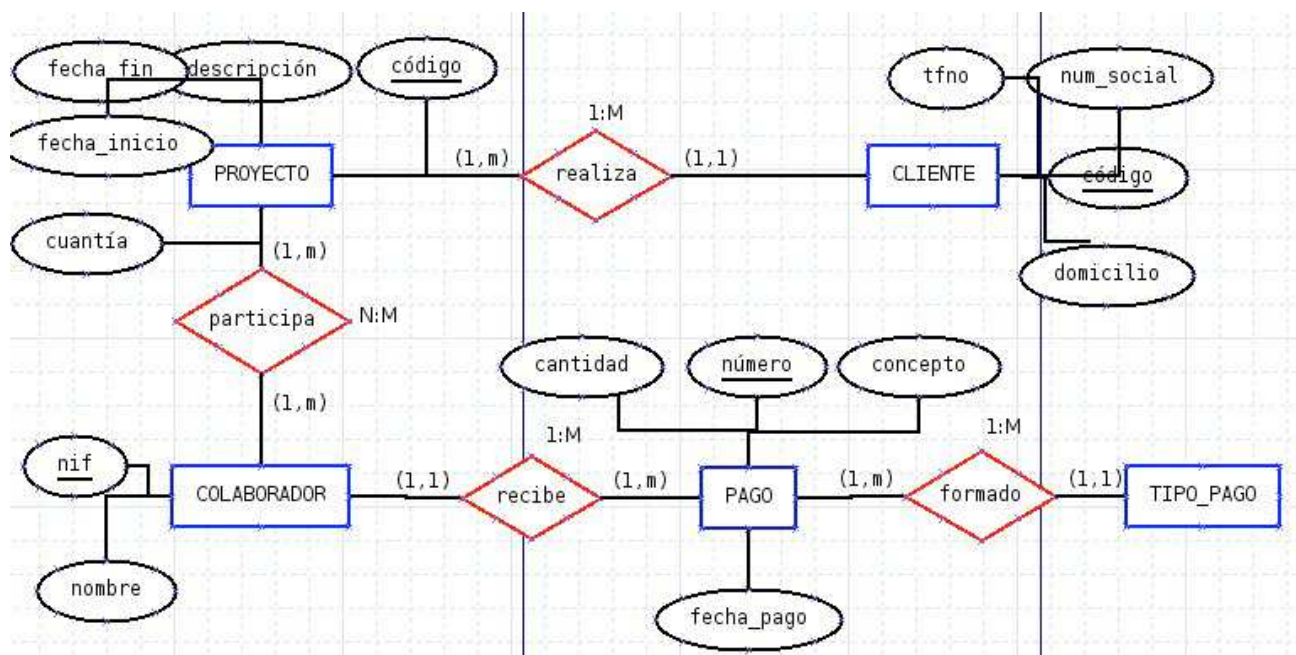 fecha_fin
descripción
código
tfno
num_social
fecha_inicio
1:M
PROYECTO
(1,m)
realiza
(1,1)
CLIENTE
código
cuantía
(1,m)
domicilio
participa
N:M
cantidad
número
concepto
(1,m)
1:M
1:M
nif
COLABORADOR
(1,1)
recibe
(1,m)
PAGO
(1,m)
formado
(1,1)
TIPO_PAGO
nombre
fecha_pago